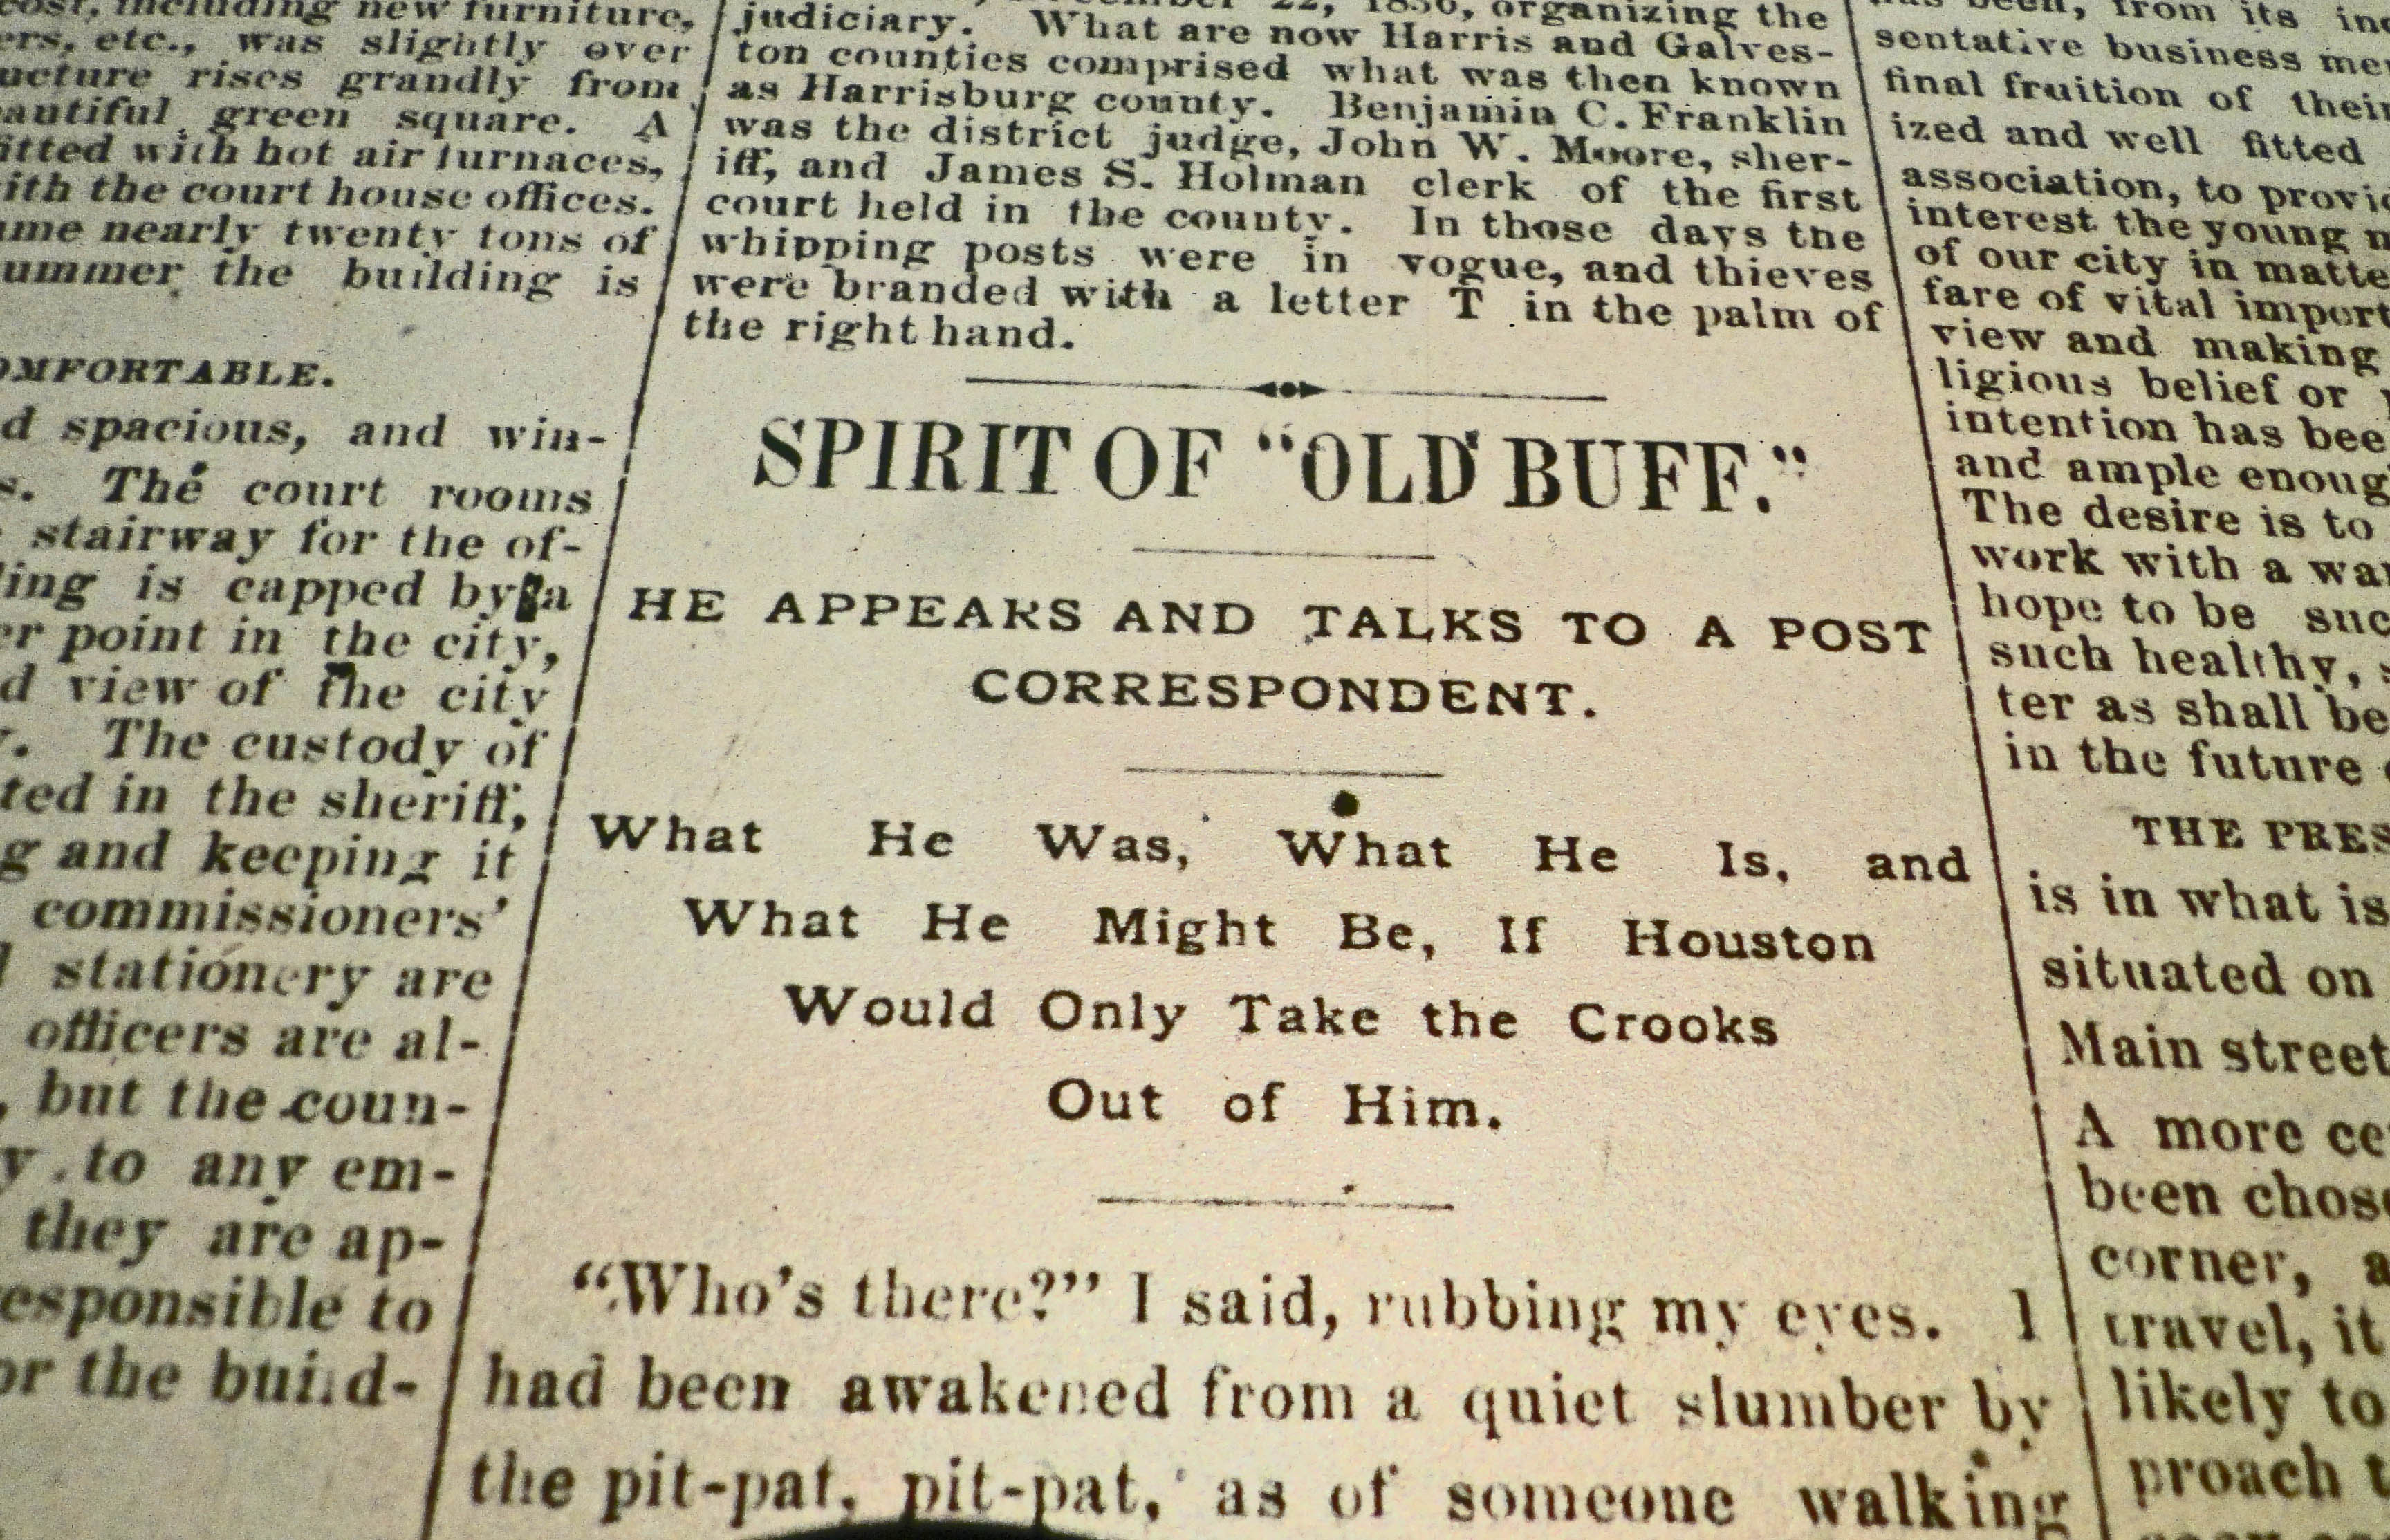 cost, including new furniture,
ers, etc., was slightly over
ucture rises grandly from
eautiful green square. A
itted with hot air furnaces,
ith the court house offices.
ume nearly twenty tons of
ummer the building is
OMFORTABLE.
d spacious, and win-
s. The court rooms
stairway for the of-
ding is capped by a
er point in the city,
d view of the city
y. The custody of
ted in the sheriff,
g and keeping it
commissioners'
d stationery are
officers are al-
, but the coun-
y to any em-
they are ap-
esponsible to
or the build-
22, 1836, organizing the
judiciary. What are now Harris and Galves-
ton counties comprised what was then known
as Harrisburg county. Benjamin C. Franklin
was the district judge, John W. Moore, sher-
iff, and James S. Holman clerk of the first
court held in the county. In those days tne
whipping posts were in vogue, and thieves
were branded with a letter T in the palm of
the right hand.
SPIRIT OF "OLD BUFF."
HE APPEARS AND TALKS TO A POST
CORRESPONDENT.
What He Was, What He Is, and
What He Might Be, If Houston
Would Only Take the Crooks
Out of Him.
"Who's there?" I said, rubbing my eyes. I
had been awakened from a quiet slumber by
the pit-pat, pit-pat, as of someone walking
has been, from its inc
sentative business me
final fruition of their
ized and well fitted
association, to provid
interest the young m
of our city in matte
fare of vital import
view and making
ligious belief or
intention has bee
and ample enoug
The desire is to
work with a wa
hope to be suc
such healthy, s
ter as shall be
in the future
THE PRES
is in what is
situated on
Main street
A more ce
been chose
corner, a
travel, it
likely to
proach t